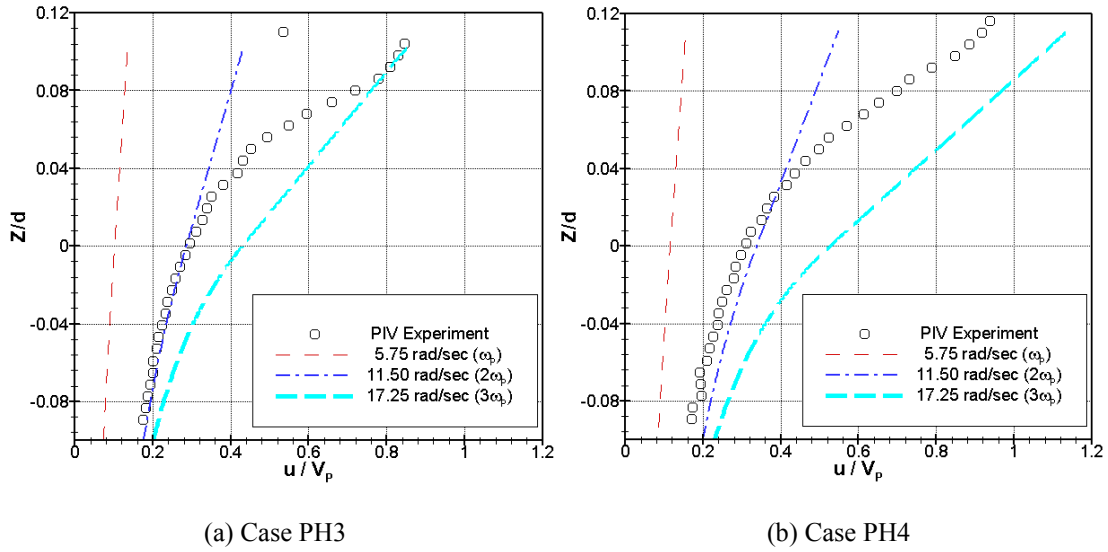 0.12
0.08
0.04
0
-0.04
-0.08
Z/d
0
0.2
0.4
0.6
0.8
1
1.2
u / Vₚ
PIV Experiment
5.75 rad/sec (ωₚ)
11.50 rad/sec (2ωₚ)
17.25 rad/sec (3ωₚ)
(a) Case PH3
0.12
0.08
0.04
0
-0.04
-0.08
Z/d
0
0.2
0.4
0.6
0.8
1
1.2
u / Vₚ
PIV Experiment
5.75 rad/sec (ωₚ)
11.50 rad/sec (2ωₚ)
17.25 rad/sec (3ωₚ)
(b) Case PH4